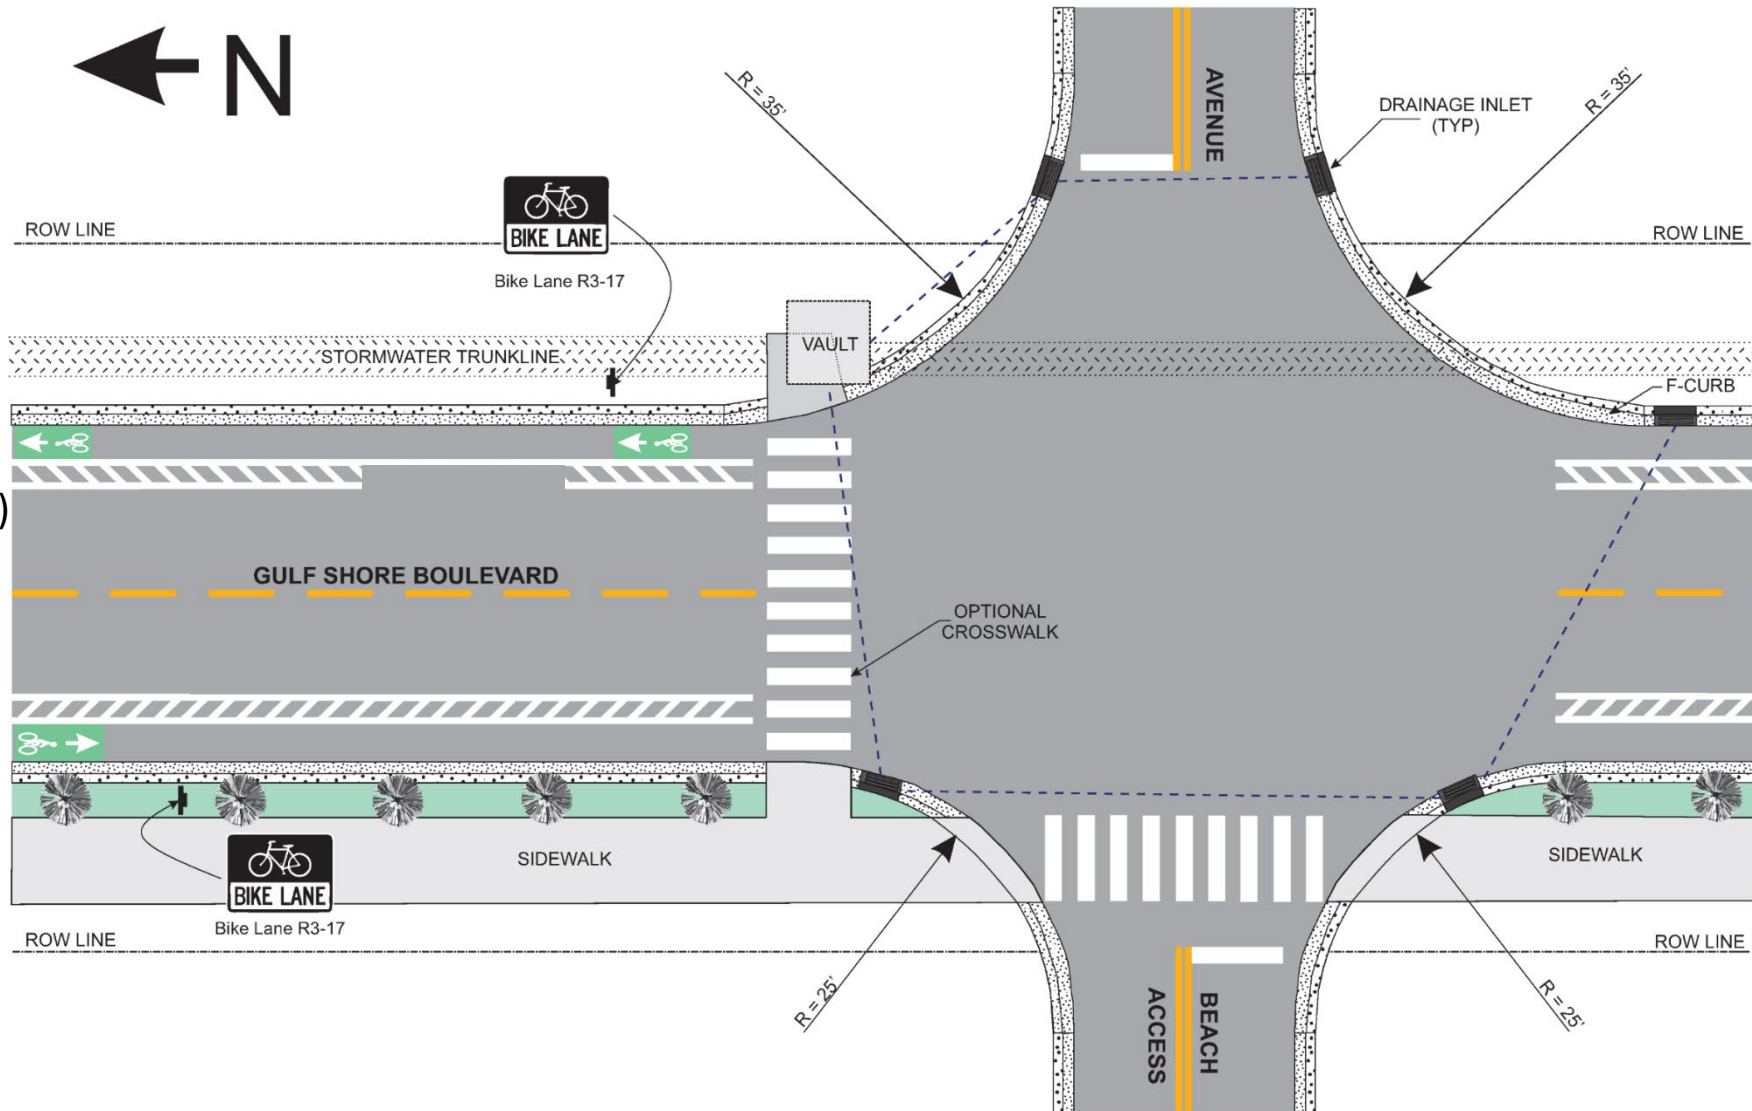 N
R = 35'
AVENUE
DRAINAGE INLET
(TYP)
R = 35'
BIKE LANE
Bike Lane R3-17
ROW LINE
ROW LINE
STORMWATER TRUNKLINE
VAULT
F-CURB
)
GULF SHORE BOULEVARD
OPTIONAL
CROSSWALK
SIDEWALK
SIDEWALK
BIKE LANE
Bike Lane R3-17
ROW LINE
ROW LINE
R = 25'
BEACH
ACCESS
R = 25'